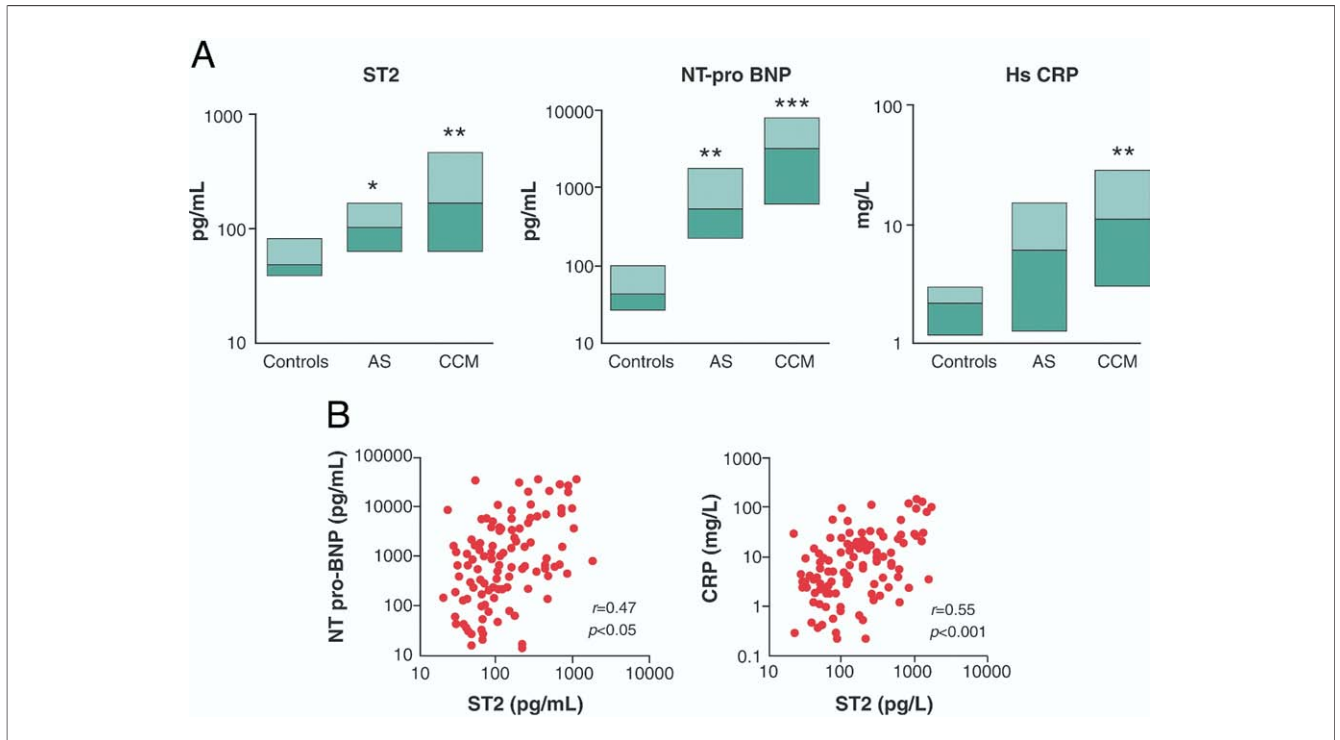 A
ST2
NT-pro BNP
Hs CRP
pg/mL
1000
100
10
*
**
Controls
AS
CCM
pg/mL
10000
1000
100
10
**
***
Controls
AS
CCM
mg/L
100
10
1
**
Controls
AS
CCM
B
NT pro-BNP (pg/mL)
100000
10000
1000
100
10
r=0.47
p<0.05
10
100
1000
10000
ST2 (pg/mL)
CRP (mg/L)
1000
100
10
1
0.1
r=0.55
p<0.001
10
100
1000
10000
ST2 (pg/L)